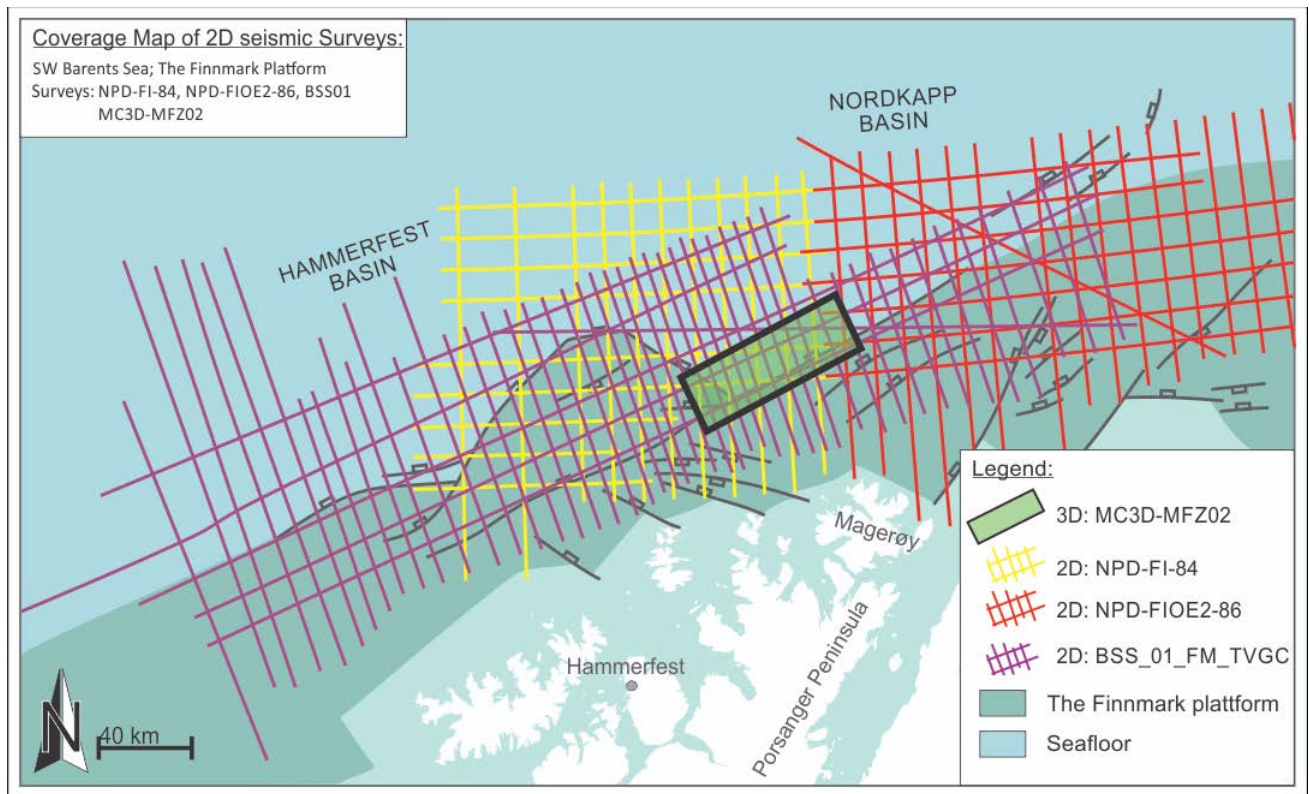 Coverage Map of 2D seismic Surveys:
SW Barents Sea; The Finnmark Platform
Surveys: NPD-FI-84, NPD-FIOE2-86, BSS01
MC3D-MFZ02
NORDKAPP
BASIN
HAMMERFEST
BASIN
Magerøy
Hammerfest
Porsanger Peninsula
N
40 km
Legend:
3D: MC3D-MFZ02
2D: NPD-FI-84
2D: NPD-FIOE2-86
2D: BSS_01_FM_TVGC
The Finnmark plattform
Seafloor